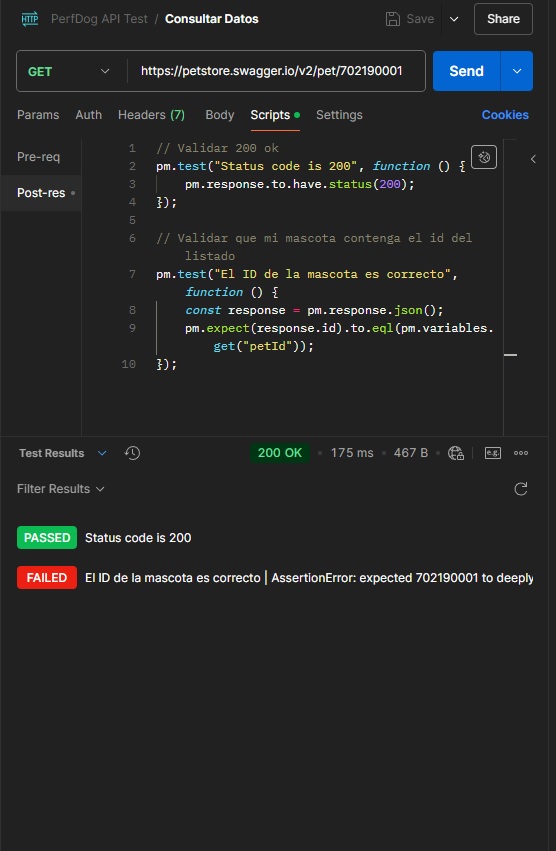 HTTP PerfDog API Test / Consultar Datos Save Share
GET https://petstore.swagger.io/v2/pet/702190001 Send
Params Auth Headers (7) Body Scripts Settings Cookies
Pre-req
Post-res
1 // Validar 200 ok
2 pm.test("Status code is 200", function () {
3 pm.response.to.have.status(200);
4 });
5
6 // Validar que mi mascota contenga el id del
listado
7 pm.test("El ID de la mascota es correcto",
function () {
8 const response = pm.response.json();
9 pm.expect(response.id).to.eql(pm.variables.
get("petId"));
10 });
Test Results 200 OK 175 ms 467 B e.g.
Filter Results
PASSED Status code is 200
FAILED El ID de la mascota es correcto | AssertionError: expected 702190001 to deeply